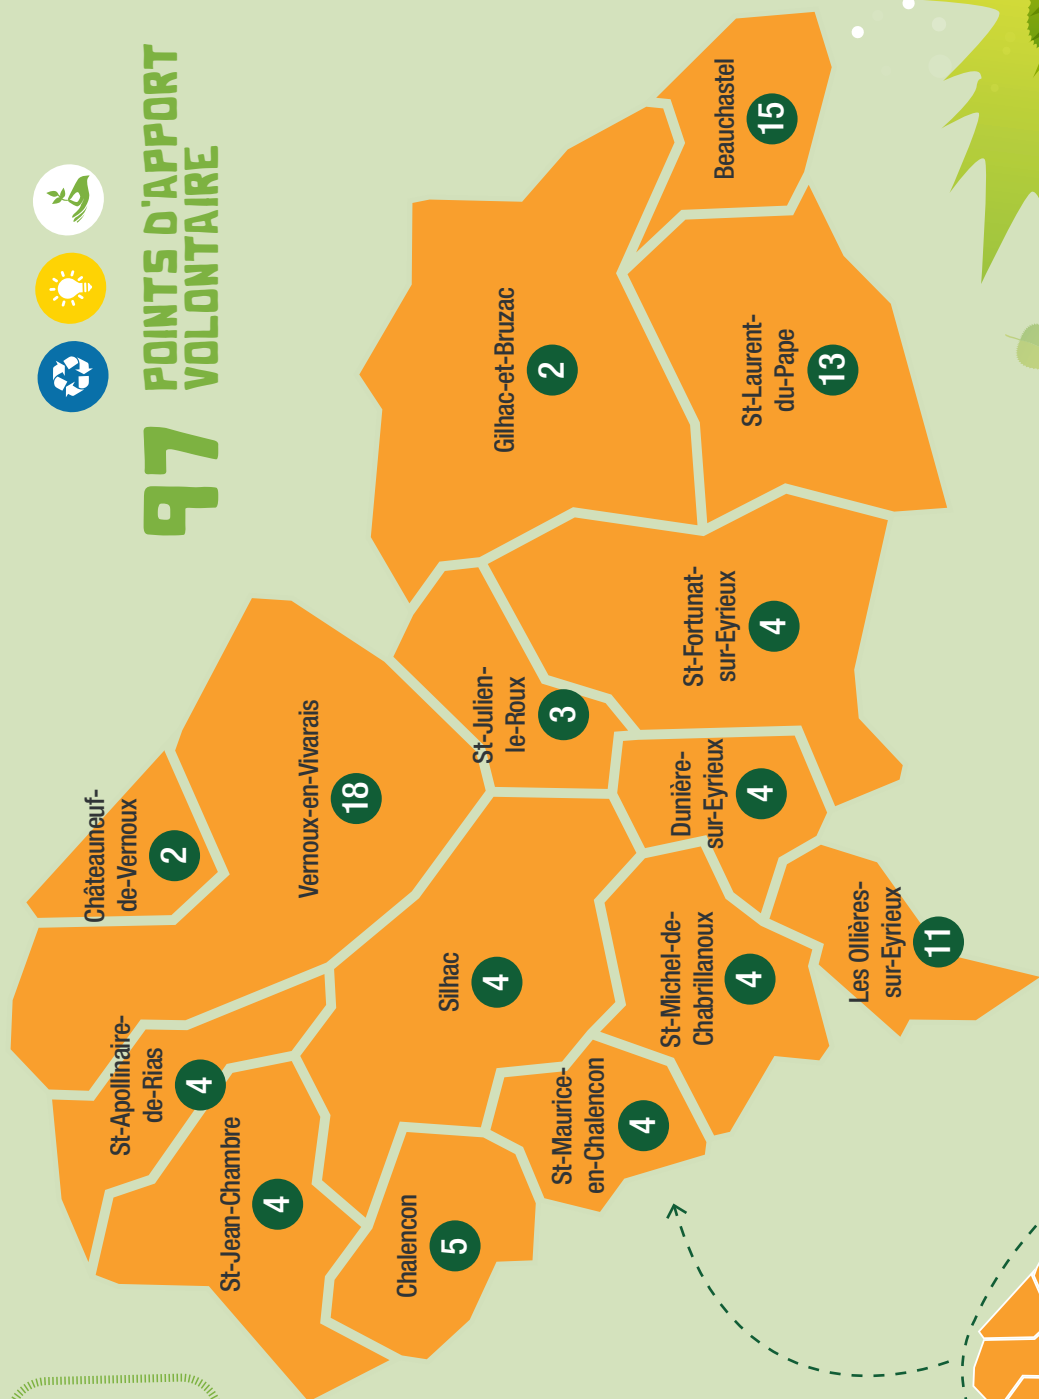 97
POINTS D'APPORT
VOLONTAIRE
Châteauneuf-
de-Vernoux
2
St-Apollinaire-
de-Rias
4
St-Jean-Chambre
4
Vernoux-en-Vivarais
18
Chalencon
5
Silhac
4
St-Julien-
le-Roux
3
Gilhac-et-Bruzac
2
St-Maurice-
en-Chalencon
4
St-Michel-de-
Chabrillanoux
4
Dunière-
sur-Eyrieux
4
St-Fortunat-
sur-Eyrieux
4
St-Laurent-
du-Pape
13
Beauchastel
15
Les Ollières-
sur-Eyrieux
11